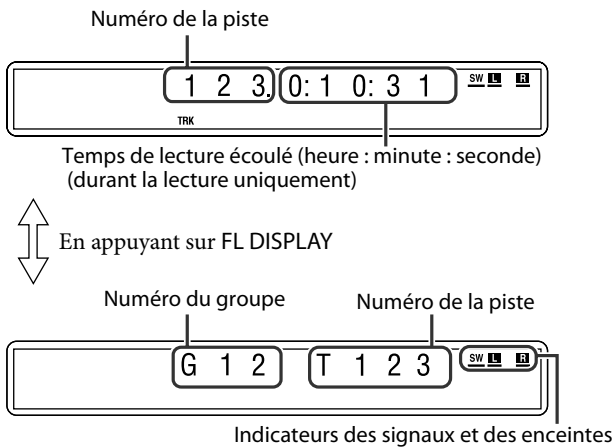 Numéro de la piste
1 2 3. 0: 1 0: 3 1 SW L R
TRK
Temps de lecture écoulé (heure : minute : seconde)
(durant la lecture uniquement)
En appuyant sur FL DISPLAY
Numéro du groupe Numéro de la piste
G 1 2 T 1 2 3 SW L R
Indicateurs des signaux et des enceintes